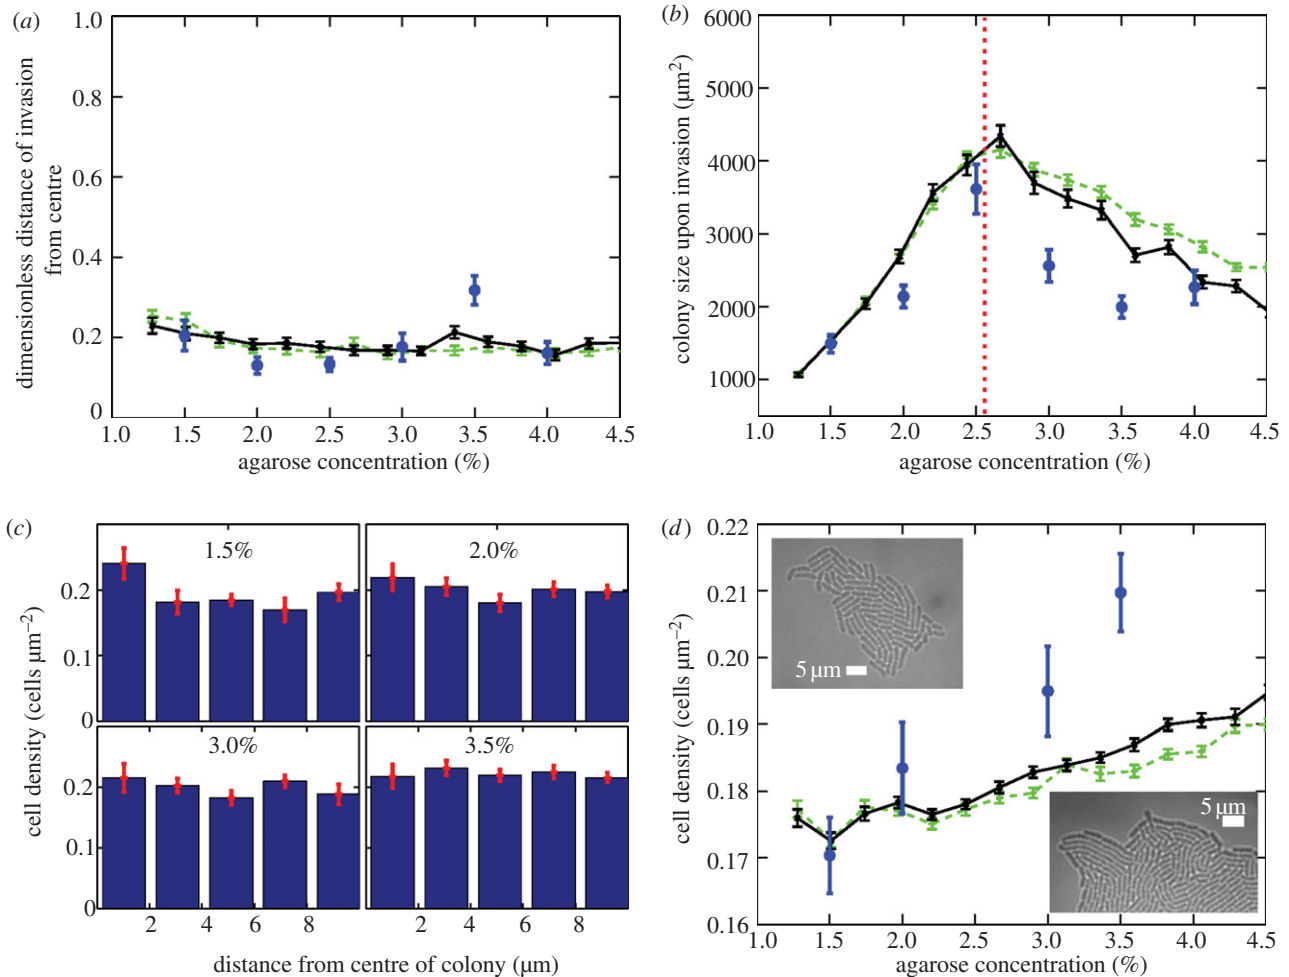 (a)
1.0
0.8
0.6
0.4
0.2
0
1.0 1.5 2.0 2.5 3.0 3.5 4.0 4.5
agarose concentration (%)
dimensionless distance of invasion
from centre
(b)
6000
5000
4000
3000
2000
1000
1.0 1.5 2.0 2.5 3.0 3.5 4.0 4.5
agarose concentration (%)
colony size upon invasion (µm²)
(c)
1.5%
2.0%
0.2
0.1
0
3.0%
3.5%
0.2
0.1
0
2 4 6 8 2 4 6 8
distance from centre of colony (µm)
cell density (cells µm⁻²)
(d)
0.22
0.21
0.20
0.19
0.18
0.17
0.16
5 µm
5 µm
1.0 1.5 2.0 2.5 3.0 3.5 4.0 4.5
agarose concentration (%)
cell density (cells µm⁻²)